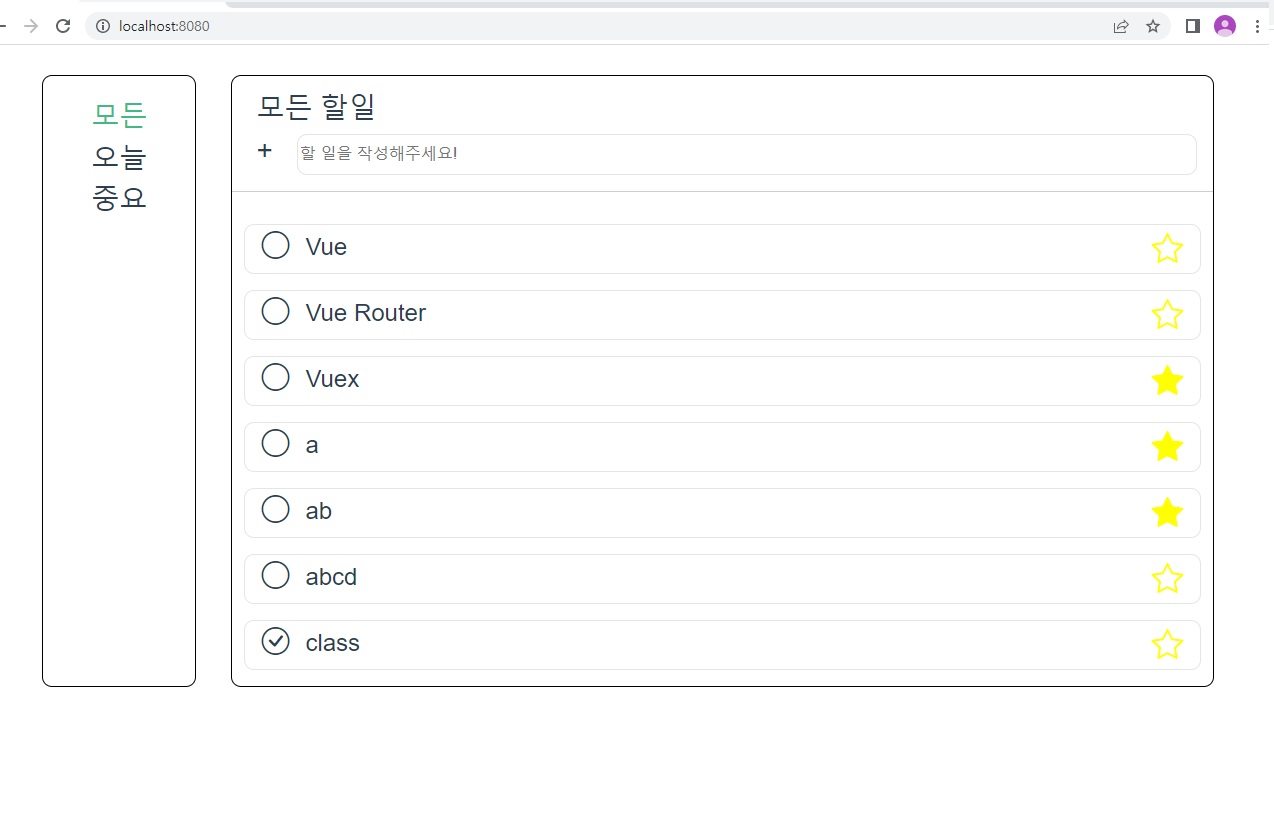 localhost:8080
모든
오늘
중요
모든 할일
+ 할 일을 작성해주세요!
Vue
Vue Router
Vuex
a
ab
abcd
class